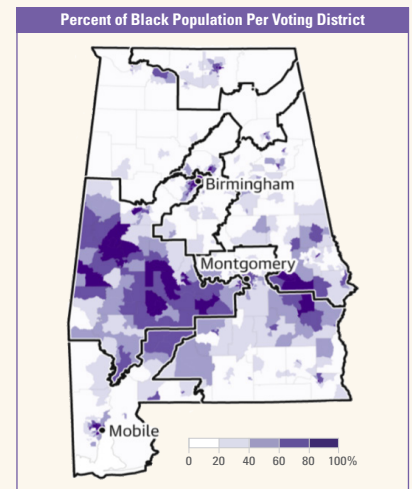 Percent of Black Population Per Voting District
Birmingham
Montgomery
Mobile
0 20 40 60 80 100%